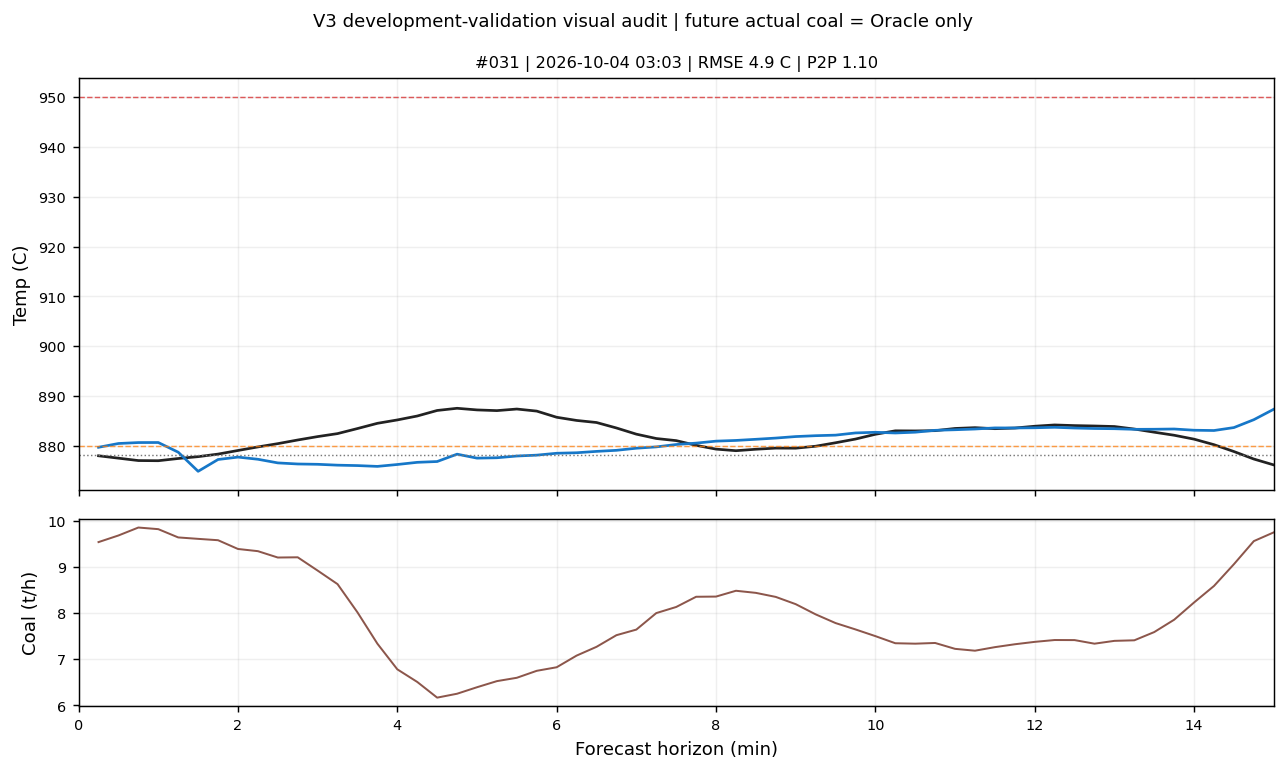 V3 development-validation visual audit | future actual coal = Oracle only
#031 | 2026-10-04 03:03 | RMSE 4.9 C | P2P 1.10
Temp (C)
950
940
930
920
910
900
890
880
Coal (t/h)
10
9
8
7
6
0 2 4 6 8 10 12 14
Forecast horizon (min)